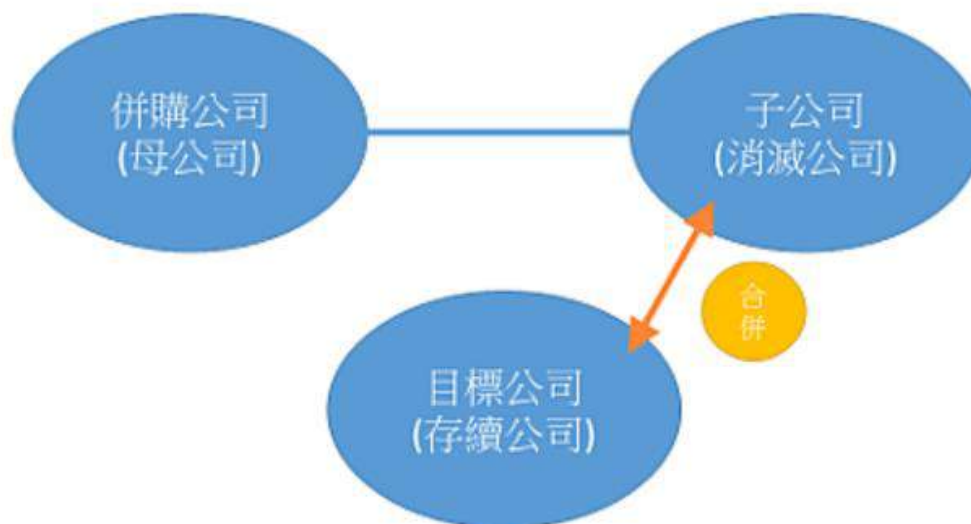 併購公司
(母公司)
子公司
(消滅公司)
合
併
目標公司
(存續公司)